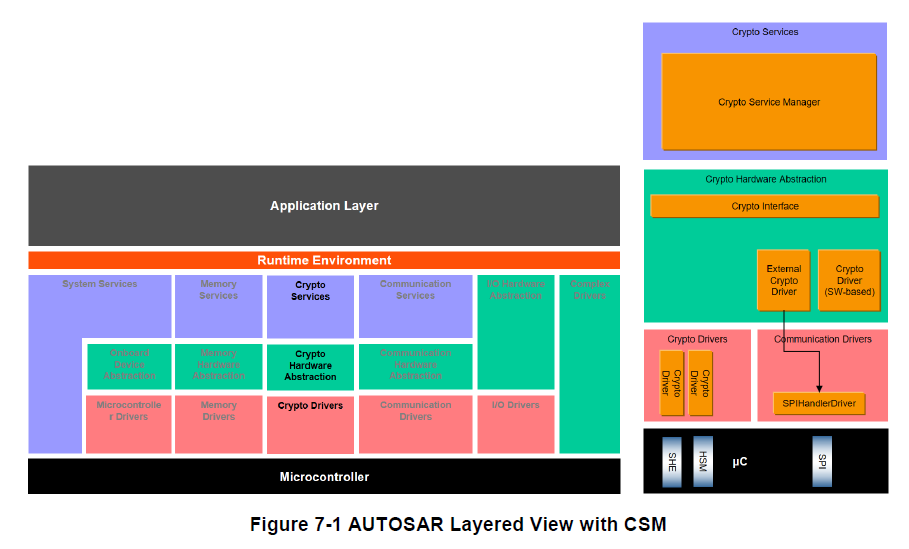 Application Layer
Runtime Environment
System Services
Memory
Services
Crypto
Services
Communication
Services
I/O Hardware
Abstraction
Complex
Drivers
Onboard
Device
Abstraction
Memory
Hardware
Abstraction
Crypto
Hardware
Abstraction
Communication
Hardware
Abstraction
Microcontrolle
r Drivers
Memory
Drivers
Crypto Drivers
Communication
Drivers
I/O Drivers
Microcontroller
Crypto Services
Crypto Service Manager
Crypto Hardware Abstraction
Crypto Interface
External
Crypto
Driver
Crypto
Driver
(SW-based)
Crypto Drivers
Crypto
Driver
Crypto
Driver
Communication Drivers
SPIHandlerDriver
SHE
HSM
µC
SPI
Figure 7-1 AUTOSAR Layered View with CSM